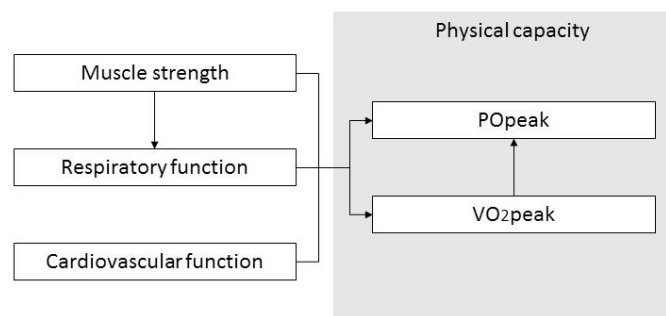 Physical capacity
Muscle strength
POpeak
Respiratory function
VO2peak
Cardiovascular function